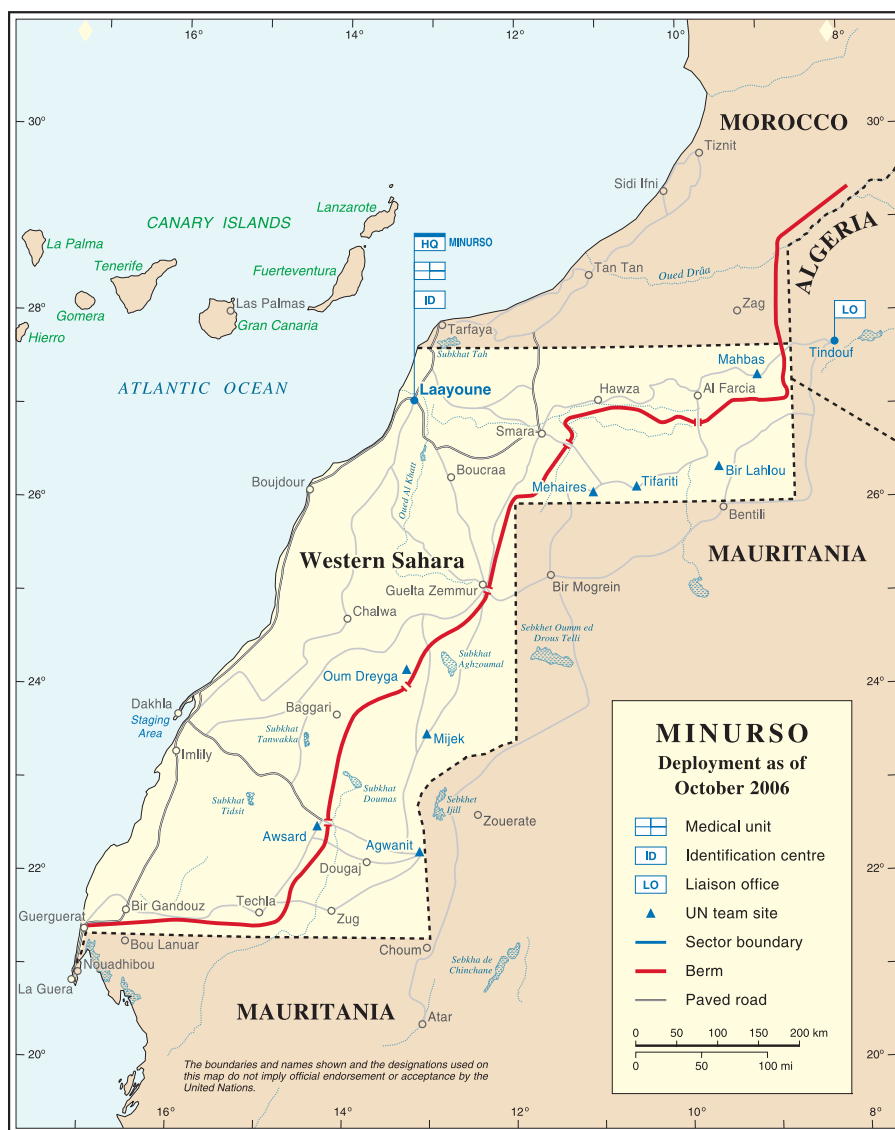 16°
14°
12°
10°
8°
30°
30°
MOROCCO
Tiznit
Sidi Ifni
CANARY ISLANDS
Lanzarote
La Palma
Tenerife
Fuerteventura
HQ MINURSO
ID
Tan Tan
Oued Drâa
ALGERIA
28°
28°
Gomera
Las Palmas
Gran Canaria
Hierro
Zag
LO
Tarfaya
Subkhat Tah
Mahbas
Tindouf
ATLANTIC OCEAN
Laayoune
Hawza
Al Farcia
Smara
Oued Al Khatt
Boucraa
Boujdour
Mehaires
Tifariti
Bir Lahlou
26°
26°
Bentili
Western Sahara
MAURITANIA
Guelta Zemmur
Bir Mogrein
Chalwa
Sebkhet Oumm ed
Drous Telli
Subkhat
Aghzoumal
Oum Dreyga
24°
24°
Dakhla
Staging
Area
Baggari
Subkhat
Tanwakka
Mijek
Imlily
Subkhat
Tidsit
Subkhat
Doumas
Sebkhet
Ijill
Zouerate
Awsard
Agwanit
Dougaj
22°
22°
Techla
Zug
Bir Gandouz
Guerguerat
Bou Lanuar
Nouadhibou
La Guera
Choum
Sebkha de
Chinchane
MAURITANIA
Atar
20°
20°
The boundaries and names shown and the designations used on
this map do not imply official endorsement or acceptance by the
United Nations.
16°
14°
12°
10°
MINURSO
Deployment as of
October 2006
Medical unit
ID Identification centre
LO Liaison office
UN team site
Sector boundary
Berm
Paved road
0 50 100 150 200 km
0 50 100 mi